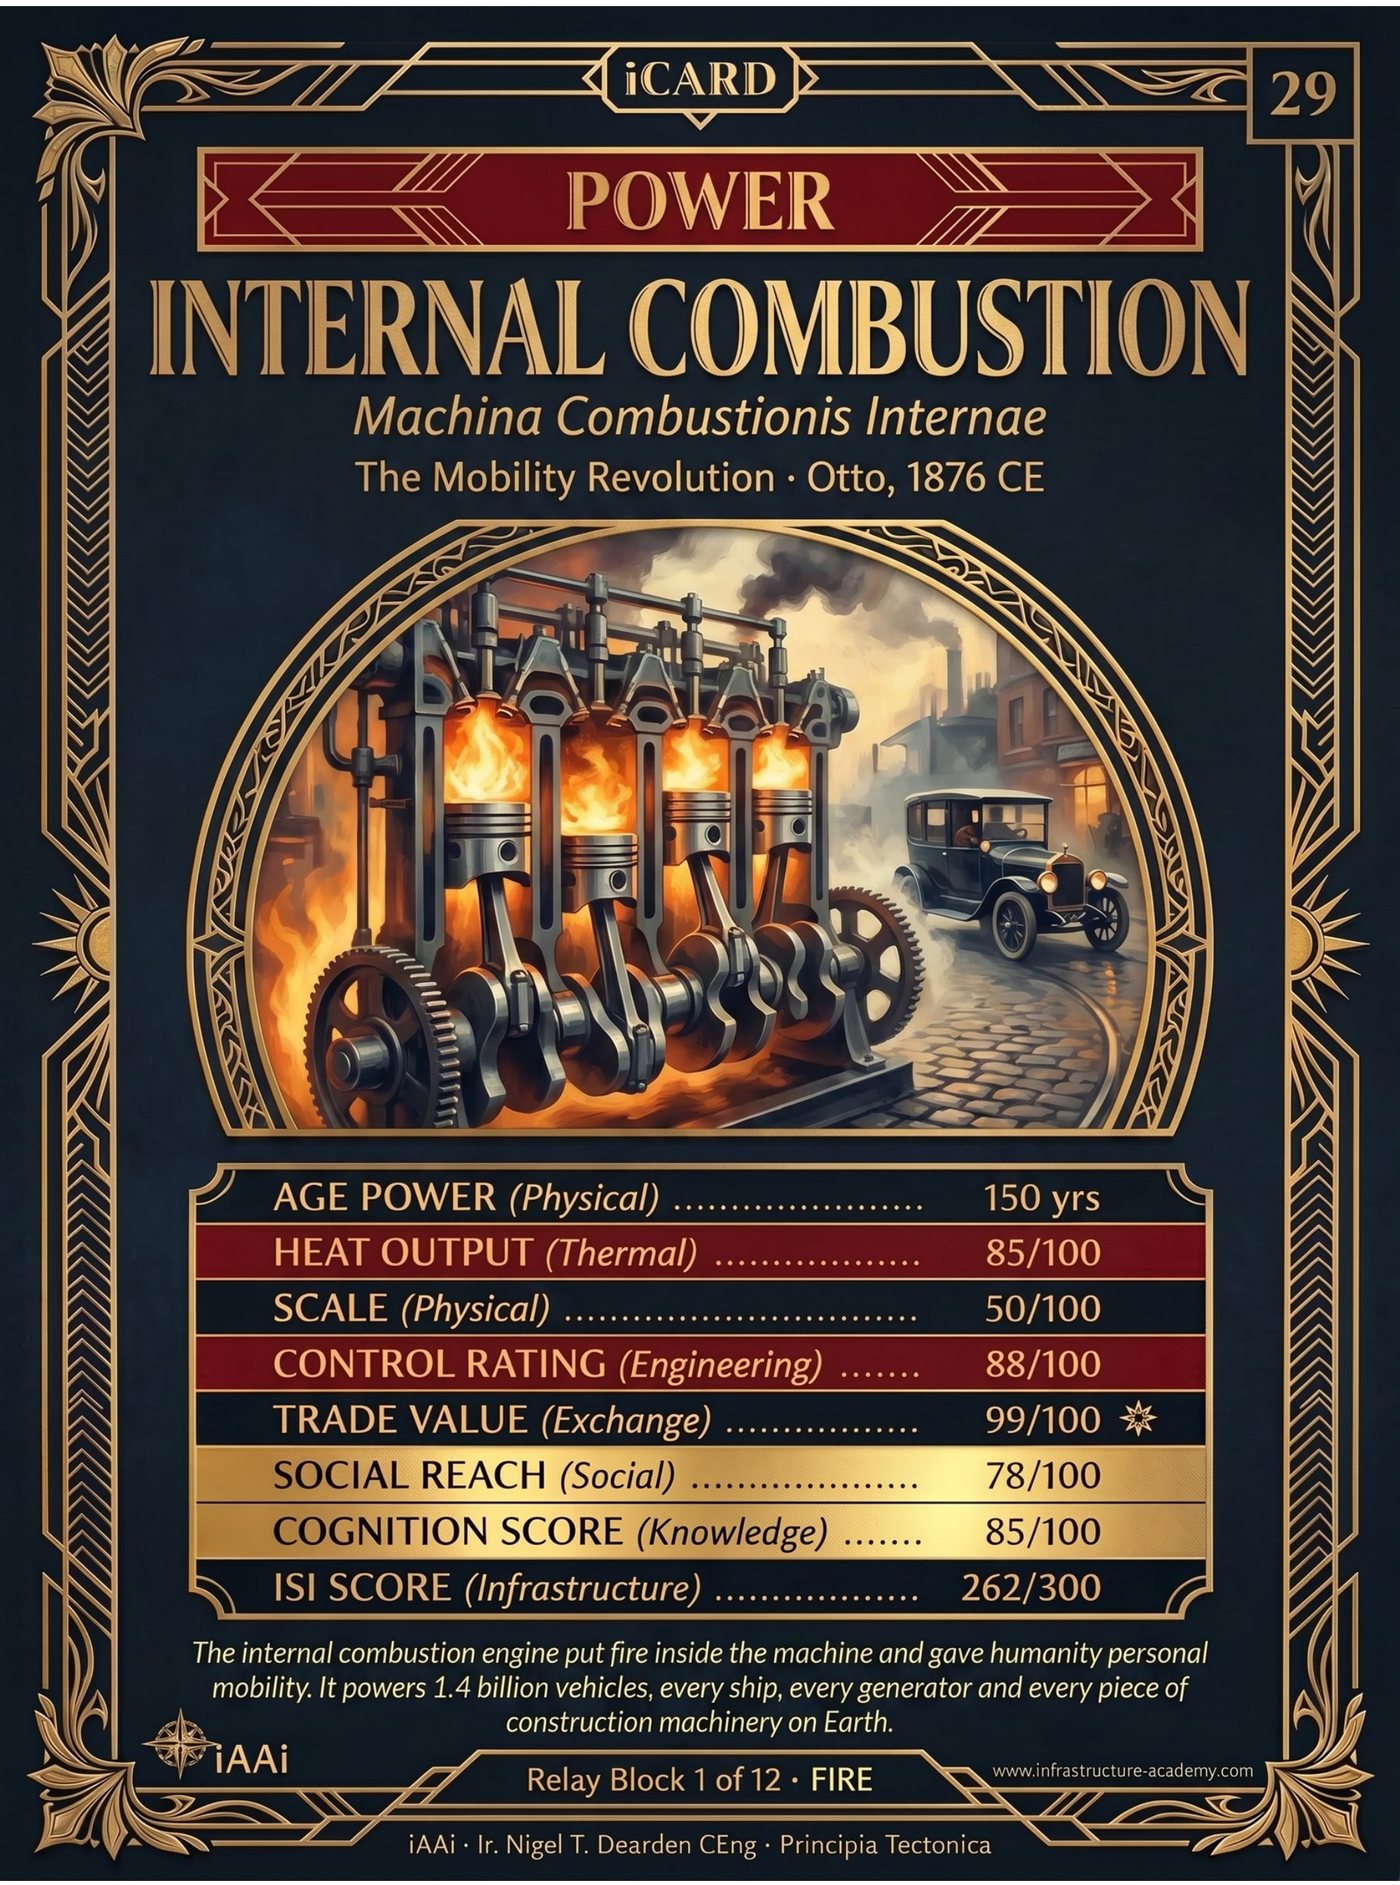 iCARD
29
POWER
INTERNAL COMBUSTION
Machina Combustionis Internae
The Mobility Revolution · Otto, 1876 CE
AGE POWER (Physical) ...................... 150 yrs
HEAT OUTPUT (Thermal) .................. 85/100
SCALE (Physical) ............................... 50/100
CONTROL RATING (Engineering) ....... 88/100
TRADE VALUE (Exchange) ................. 99/100
SOCIAL REACH (Social) .................... 78/100
COGNITION SCORE (Knowledge) ....... 85/100
ISI SCORE (Infrastructure) .................. 262/300
The internal combustion engine put fire inside the machine and gave humanity personal
mobility. It powers 1.4 billion vehicles, every ship, every generator and every piece of
construction machinery on Earth.
iAAi
Relay Block 1 of 12 · FIRE
www.infrastructure-academy.com
iAAi · Ir. Nigel T. Dearden CEng · Principia Tectonica